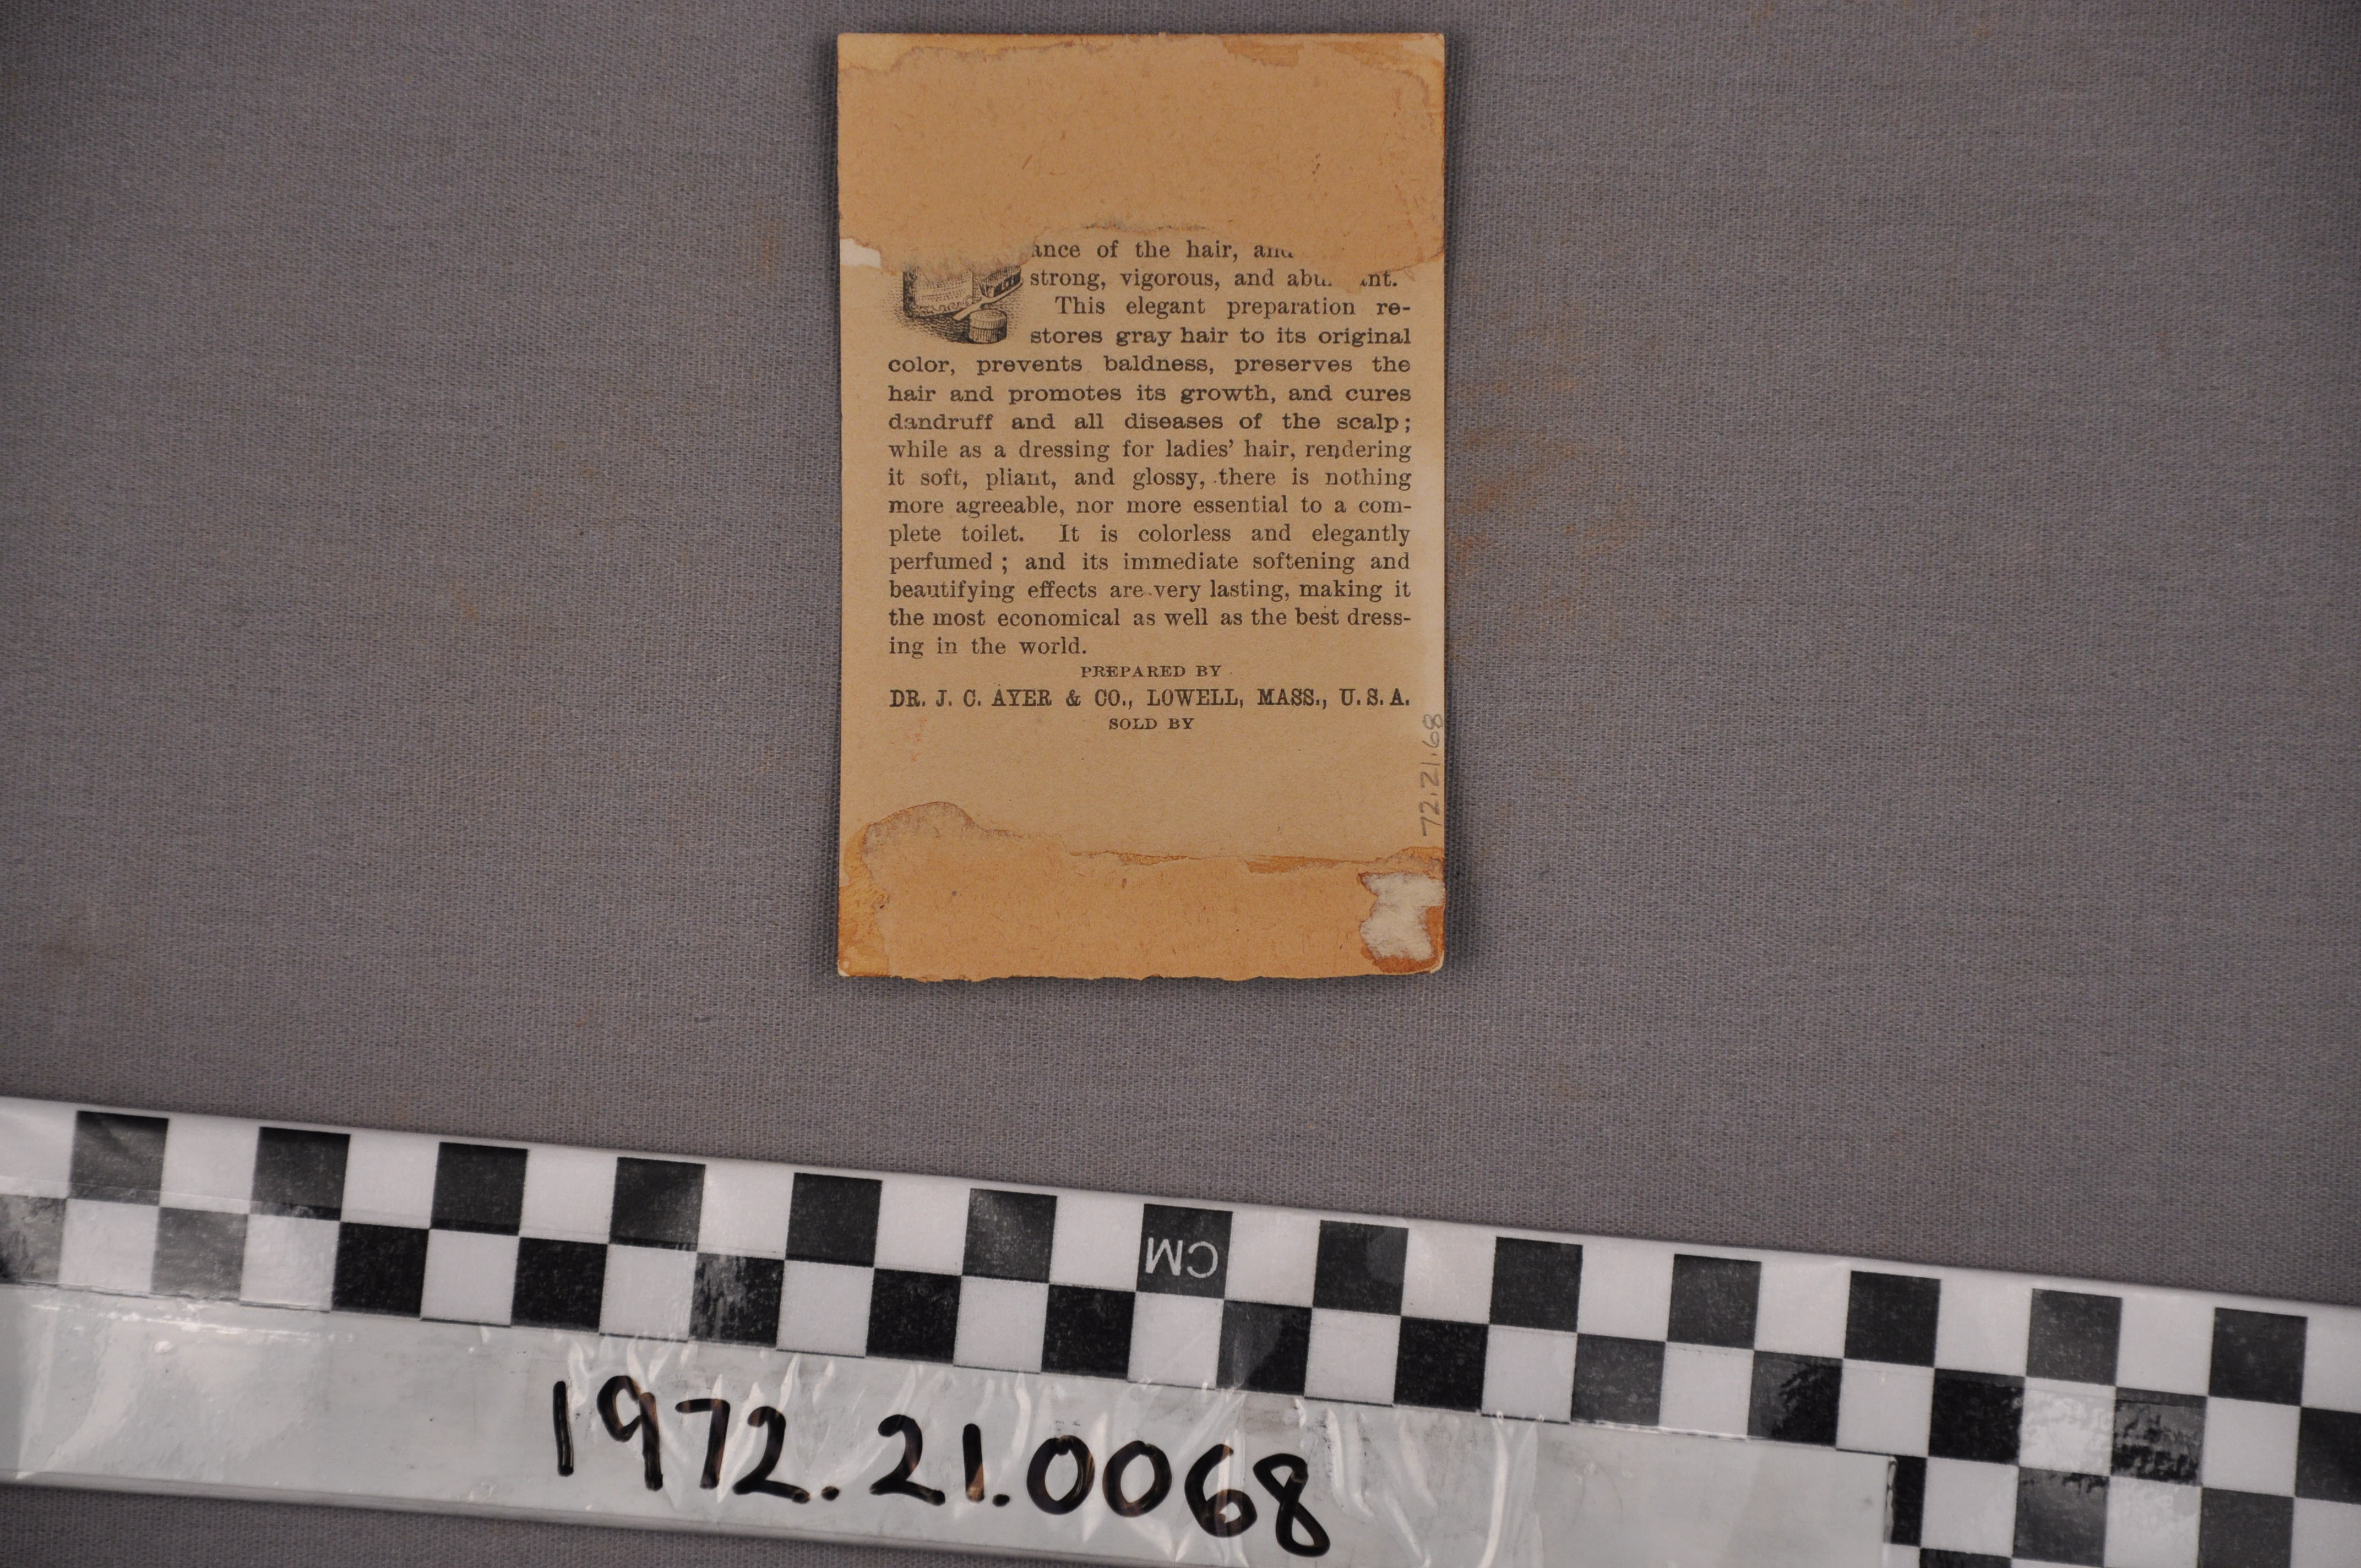 ance of the hair, and
strong, vigorous, and abundant.
This elegant preparation re-
stores gray hair to its original
color, prevents baldness, preserves the
hair and promotes its growth, and cures
dandruff and all diseases of the scalp;
while as a dressing for ladies' hair, rendering
it soft, pliant, and glossy, there is nothing
more agreeable, nor more essential to a com-
plete toilet. It is colorless and elegantly
perfumed; and its immediate softening and
beautifying effects are very lasting, making it
the most economical as well as the best dress-
ing in the world.
PREPARED BY
DR. J. C. AYER & CO., LOWELL, MASS., U.S.A.
SOLD BY
72.21.68
CM
1972.21.0068